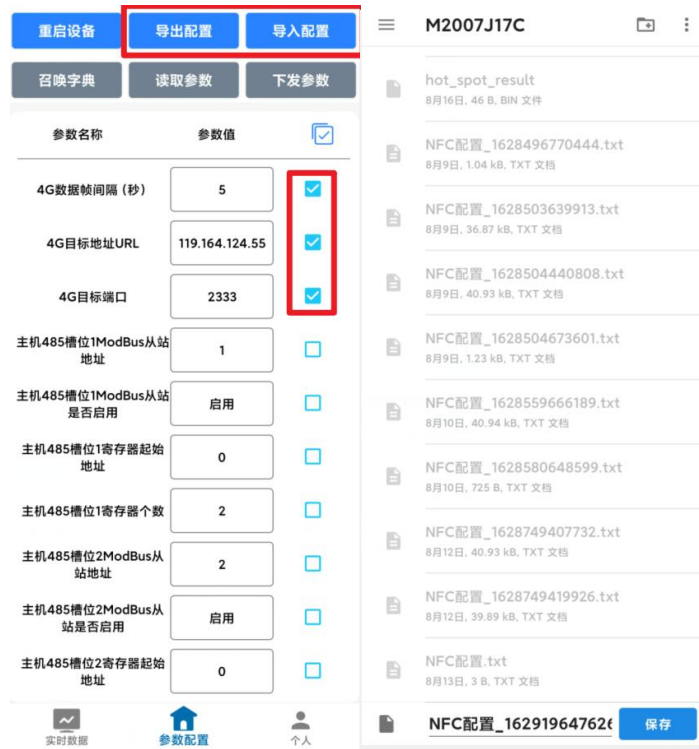 重启设备
导出配置
导入配置
召唤字典
读取参数
下发参数
参数名称
参数值
4G数据帧间隔（秒）
5
4G目标地址URL
119.164.124.55
4G目标端口
2333
主机485槽位1ModBus从站
地址
1
主机485槽位1ModBus从站
是否启用
启用
主机485槽位1寄存器起始
地址
0
主机485槽位1寄存器个数
2
主机485槽位2ModBus从
站地址
2
主机485槽位2ModBus从
站是否启用
启用
主机485槽位2寄存器起始
地址
0
实时数据
参数配置
个人
M2007J17C
hot_spot_result
8月16日, 46 B, BIN 文件
NFC配置_1628496770444.txt
8月9日, 1.04 kB, TXT 文档
NFC配置_1628503639913.txt
8月9日, 36.87 kB, TXT 文档
NFC配置_1628504440808.txt
8月9日, 40.93 kB, TXT 文档
NFC配置_1628504673601.txt
8月9日, 1.23 kB, TXT 文档
NFC配置_1628559666189.txt
8月10日, 40.94 kB, TXT 文档
NFC配置_1628580648599.txt
8月10日, 725 B, TXT 文档
NFC配置_1628749407732.txt
8月12日, 40.93 kB, TXT 文档
NFC配置_1628749419926.txt
8月12日, 39.89 kB, TXT 文档
NFC配置.txt
8月13日, 3 B, TXT 文档
NFC配置_162919647626
保存